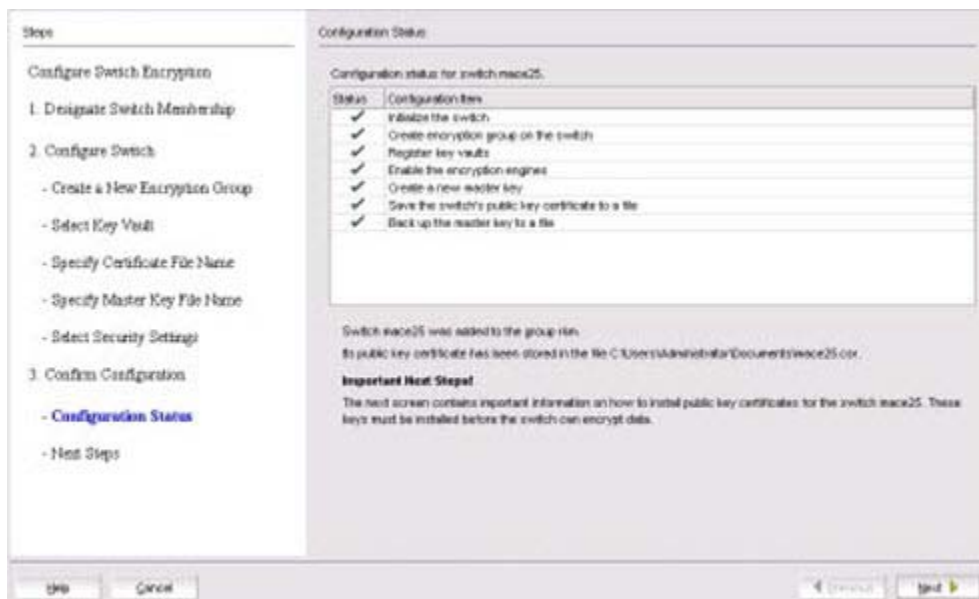 Steps
Configure Switch Encryption
1. Designate Switch Membership
2. Configure Switch
- Create a New Encryption Group
- Select Key Vault
- Specify Certificate File Name
- Specify Master Key File Name
- Select Security Settings
3. Confirm Configuration
- Configuration Status
- Next Steps
Configuration Status
Configuration status for switch mace25.
Status Configuration Item
✓ Initialize the switch
✓ Create encryption group on the switch
✓ Register key vaults
✓ Enable the encryption engines
✓ Create a new master key
✓ Save the switch's public key certificate to a file
✓ Back up the master key to a file
Switch mace25 was added to the group
Its public key certificate has been stored in the file C:\Users\Administrator\Documents\mace25.cer.
Important Next Steps!
The next screen contains important information on how to install public key certificates for the switch mace25. These
keys must be installed before the switch can encrypt data.
Help
Cancel
Previous
Next